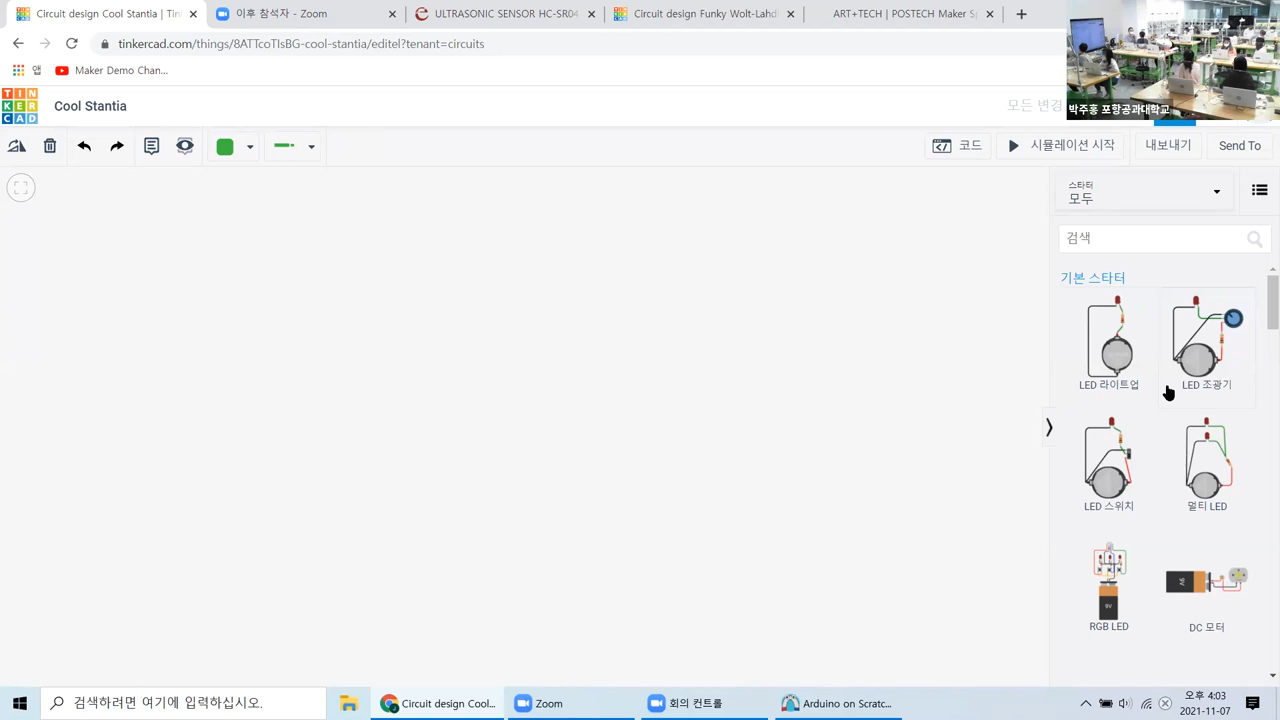 Circuit design Cool Stantia | Tin
이후 참석자 - Zoom
ULTRASONIC SENSOR HC-SR04
Circuit design Funky Wolt-Lahd
ART+TECH | POSTECH Maker S
tinkercad.com/things/8ATTcoTIsBG-cool-stantia/editel?tenant=circuits
앱
Maker Demo Chan...
박주홍 포항공과대학교
TINKERCAD
Cool Stantia
모든 변경
코드
시뮬레이션 시작
내보내기
Send To
스타터
모두
검색
기본 스타터
LED 라이트업
LED 조광기
LED 스위치
멀티 LED
9V
9V
RGB LED
DC 모터
검색하려면 여기에 입력하십시오.
Circuit design Cool...
Zoom
회의 컨트롤
Arduino on Scratc...
오후 4:03
2021-11-07